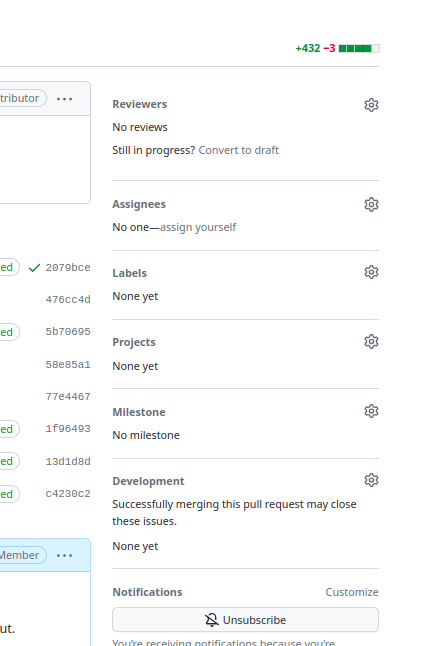 +432 −3
tributor
ed
2079bce
476cc4d
ed
5b70695
58e85a1
77e4467
ed
1f96493
ed
13d1d8d
ed
c4230c2
Member
ut.
Reviewers
No reviews
Still in progress? Convert to draft
Assignees
No one—assign yourself
Labels
None yet
Projects
None yet
Milestone
No milestone
Development
Successfully merging this pull request may close
these issues.
None yet
Notifications
Customize
Unsubscribe
You're receiving notifications because you're